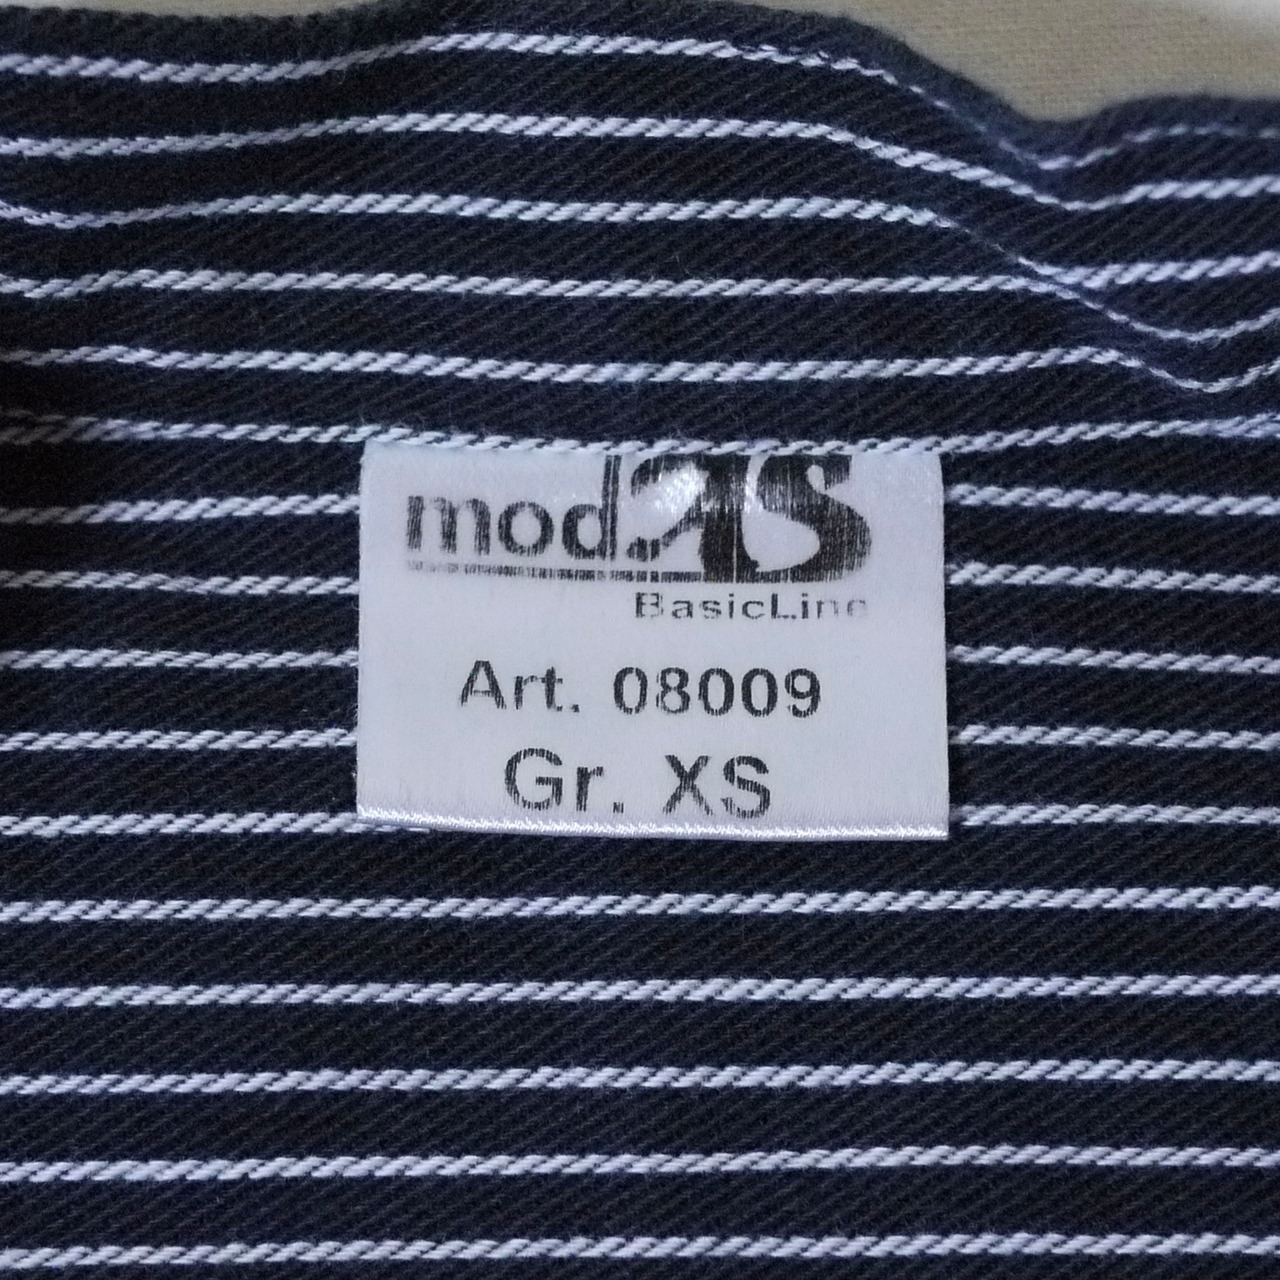 modAS
BasicLine
Art. 08009
Gr. XS